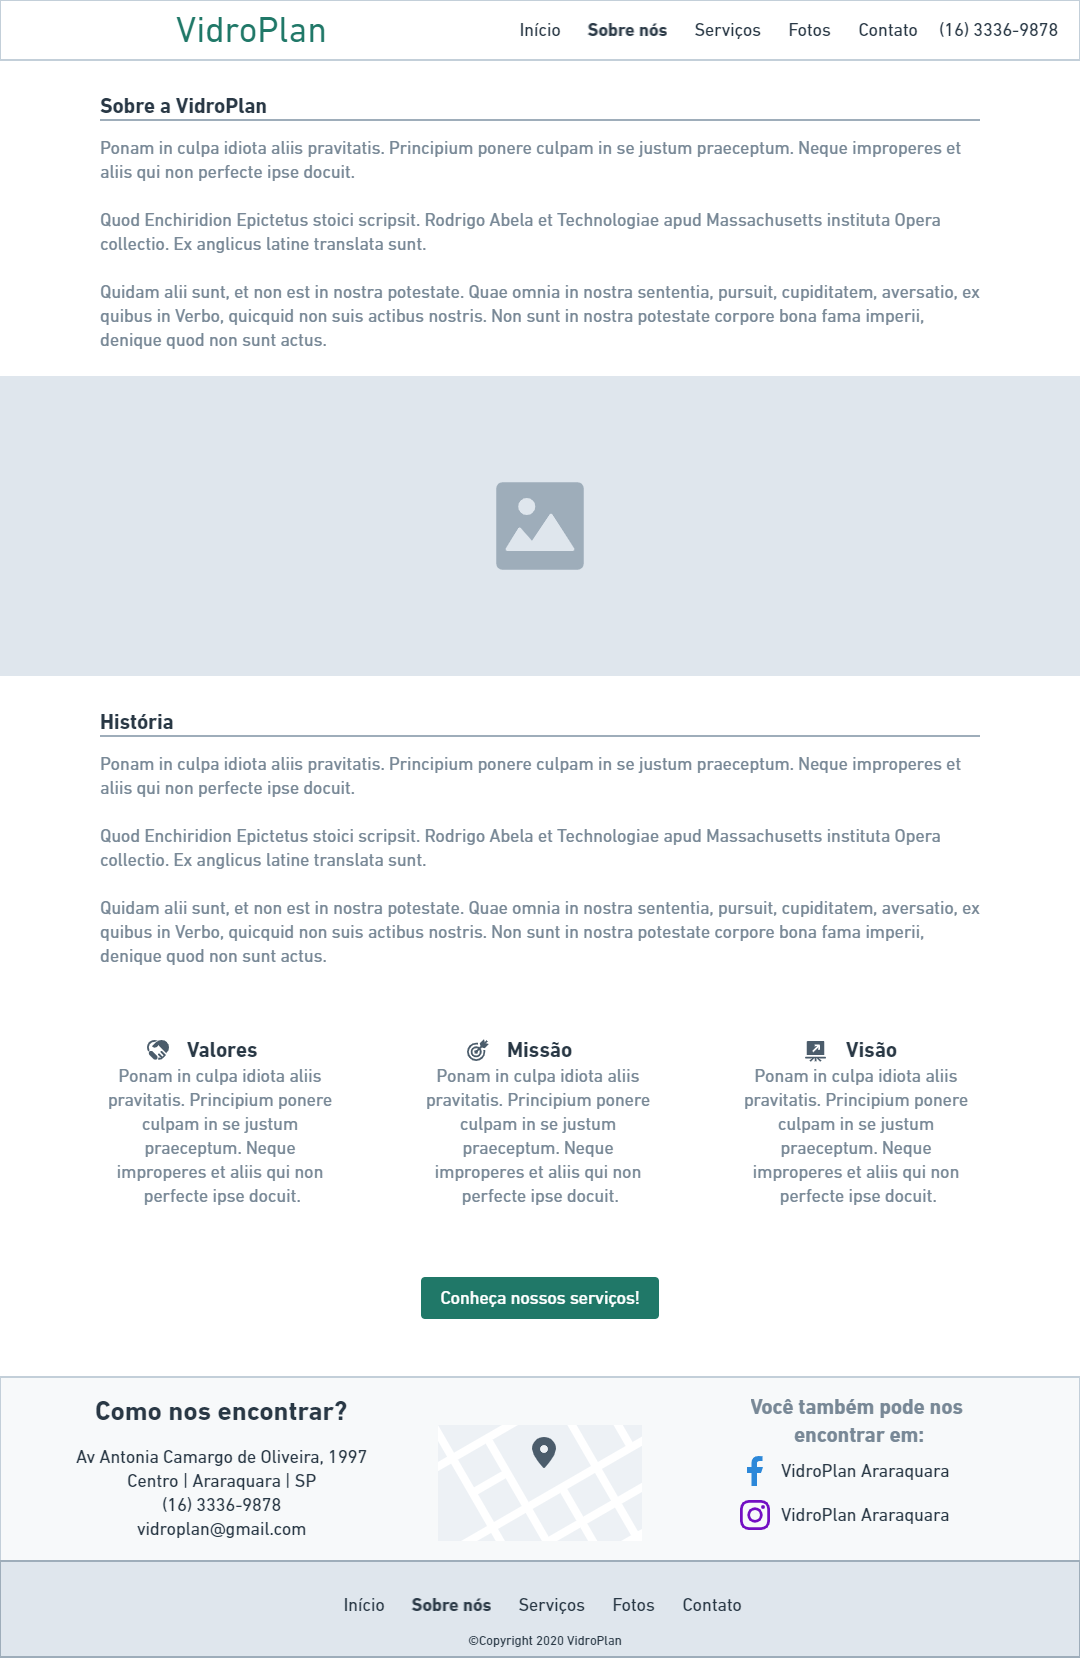 VidroPlan
Início Sobre nós Serviços Fotos Contato (16) 3336-9878
Sobre a VidroPlan
Ponam in culpa idiota aliis pravitatis. Principium ponere culpam in se justum praeceptum. Neque improperes et
aliis qui non perfecte ipse docuit.
Quod Enchiridion Epictetus stoici scripsit. Rodrigo Abela et Technologiae apud Massachusetts instituta Opera
collectio. Ex anglicus latine translata sunt.
Quidam alii sunt, et non est in nostra potestate. Quae omnia in nostra sententia, pursuit, cupiditatem, aversatio, ex
quibus in Verbo, quicquid non suis actibus nostris. Non sunt in nostra potestate corpore bona fama imperii,
denique quod non sunt actus.
História
Ponam in culpa idiota aliis pravitatis. Principium ponere culpam in se justum praeceptum. Neque improperes et
aliis qui non perfecte ipse docuit.
Quod Enchiridion Epictetus stoici scripsit. Rodrigo Abela et Technologiae apud Massachusetts instituta Opera
collectio. Ex anglicus latine translata sunt.
Quidam alii sunt, et non est in nostra potestate. Quae omnia in nostra sententia, pursuit, cupiditatem, aversatio, ex
quibus in Verbo, quicquid non suis actibus nostris. Non sunt in nostra potestate corpore bona fama imperii,
denique quod non sunt actus.
Valores
Ponam in culpa idiota aliis
pravitatis. Principium ponere
culpam in se justum
praeceptum. Neque
improperes et aliis qui non
perfecte ipse docuit.
Missão
Ponam in culpa idiota aliis
pravitatis. Principium ponere
culpam in se justum
praeceptum. Neque
improperes et aliis qui non
perfecte ipse docuit.
Visão
Ponam in culpa idiota aliis
pravitatis. Principium ponere
culpam in se justum
praeceptum. Neque
improperes et aliis qui non
perfecte ipse docuit.
Conheça nossos serviços!
Como nos encontrar?
Av Antonia Camargo de Oliveira, 1997
Centro | Araraquara | SP
(16) 3336-9878
vidroplan@gmail.com
Você também pode nos
encontrar em:
VidroPlan Araraquara
VidroPlan Araraquara
Início Sobre nós Serviços Fotos Contato
©Copyright 2020 VidroPlan